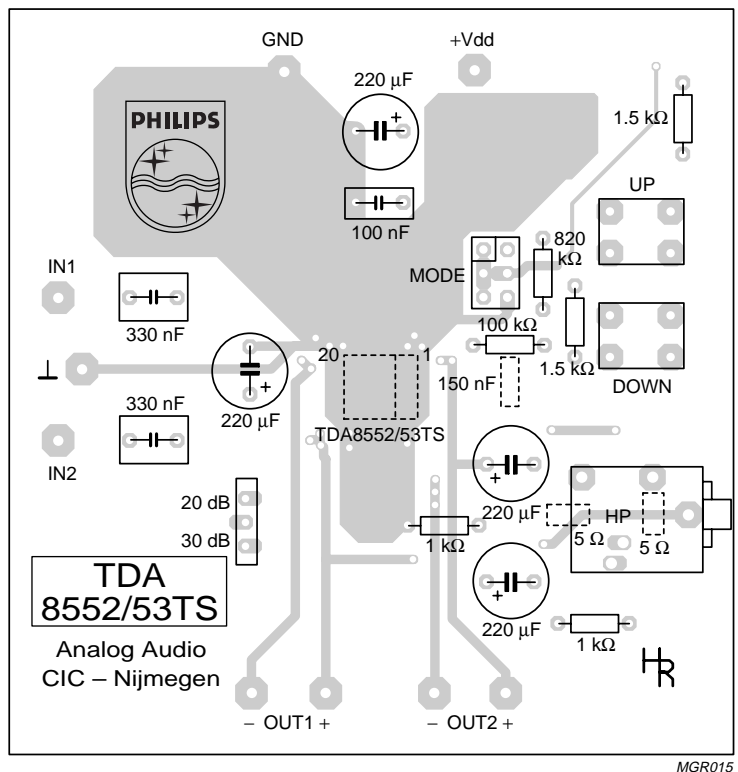 GND
+Vdd
220 µF
+
PHILIPS
1.5 kΩ
UP
100 nF
820
kΩ
MODE
IN1
100 kΩ
330 nF
20
1
1.5 kΩ
150 nF
DOWN
⊥
330 nF
+
220 µF
TDA8552/53TS
IN2
+
220 µF
20 dB
HP
30 dB
5 Ω
5 Ω
1 kΩ
TDA
8552/53TS
+
220 µF
1 kΩ
Analog Audio
CIC – Nijmegen
HR
– OUT1 +
– OUT2 +
MGR015